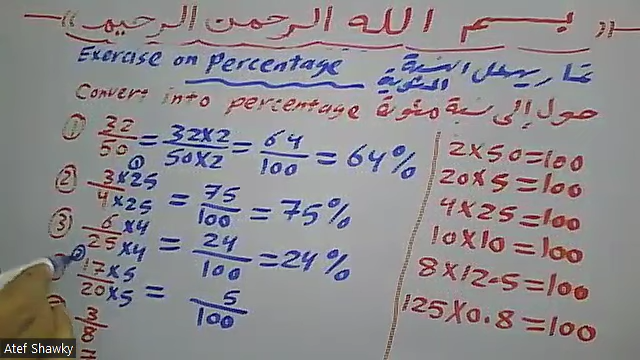 بسم الله الرحمن الرحيم
Exercise on Percentage تمارين على النسبة المئوية
Convert into percentage حول إلى نسبة مئوية
① 32/50 = 32×2/50×2 = 64/100 = 64%
② 3×25/4×25 = 75/100 = 75%
③ 6×4/25×4 = 24/100 = 24%
17×5/20×5 = 5/100
3/8 =
2×50=100
20×5=100
4×25=100
10×10=100
8×12.5=100
125×0.8=100
Atef Shawky